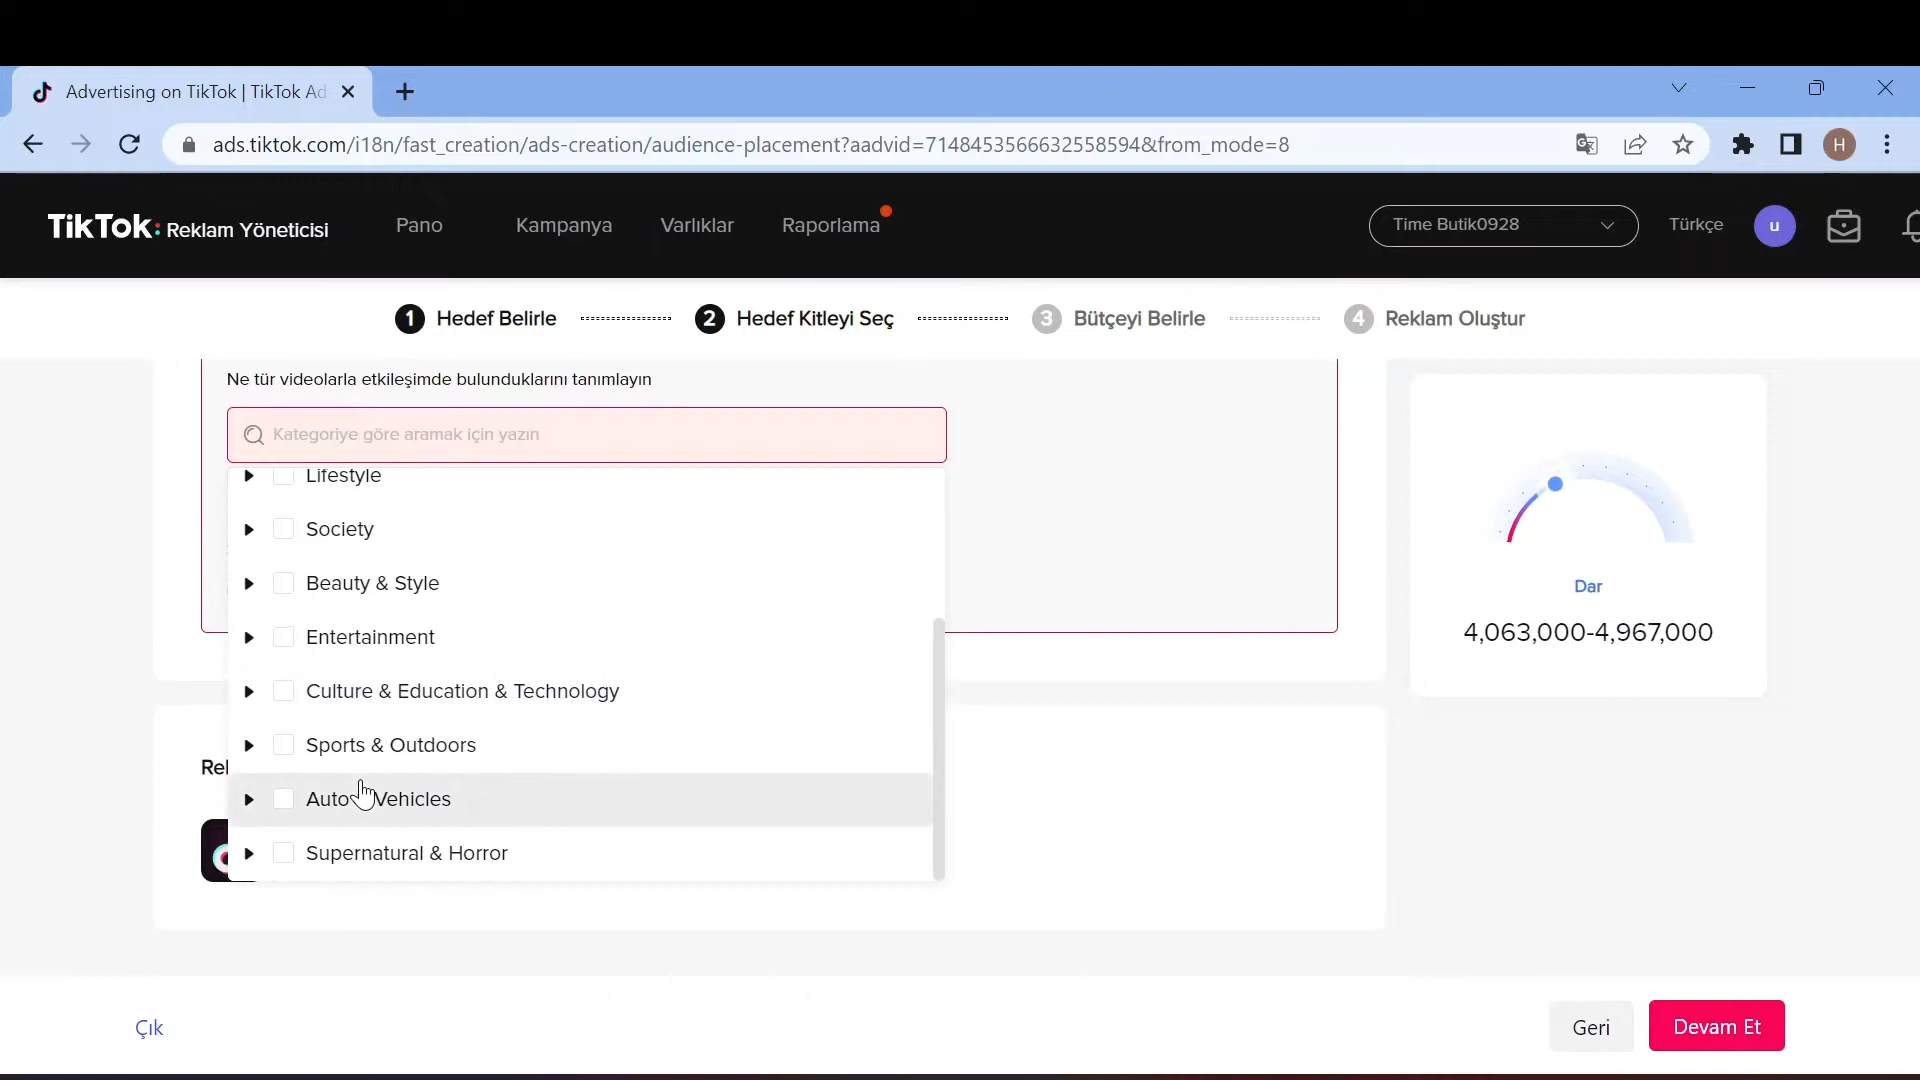 Advertising on TikTok | TikTok Ad
ads.tiktok.com/i18n/fast_creation/ads-creation/audience-placement?aadvid=7148453566632558594&from_mode=8
H
TikTok: Reklam Yöneticisi
Pano
Kampanya
Varlıklar
Raporlama
Time Butik0928
Türkçe
u
1 Hedef Belirle
2 Hedef Kitleyi Seç
3 Bütçeyi Belirle
4 Reklam Oluştur
Ne tür videolarla etkileşimde bulunduklarını tanımlayın
Kategoriye göre aramak için yazın
Lifestyle
Society
Beauty & Style
Entertainment
Culture & Education & Technology
Sports & Outdoors
Auto Vehicles
Supernatural & Horror
Rel
Dar
4,063,000-4,967,000
Çık
Geri
Devam Et